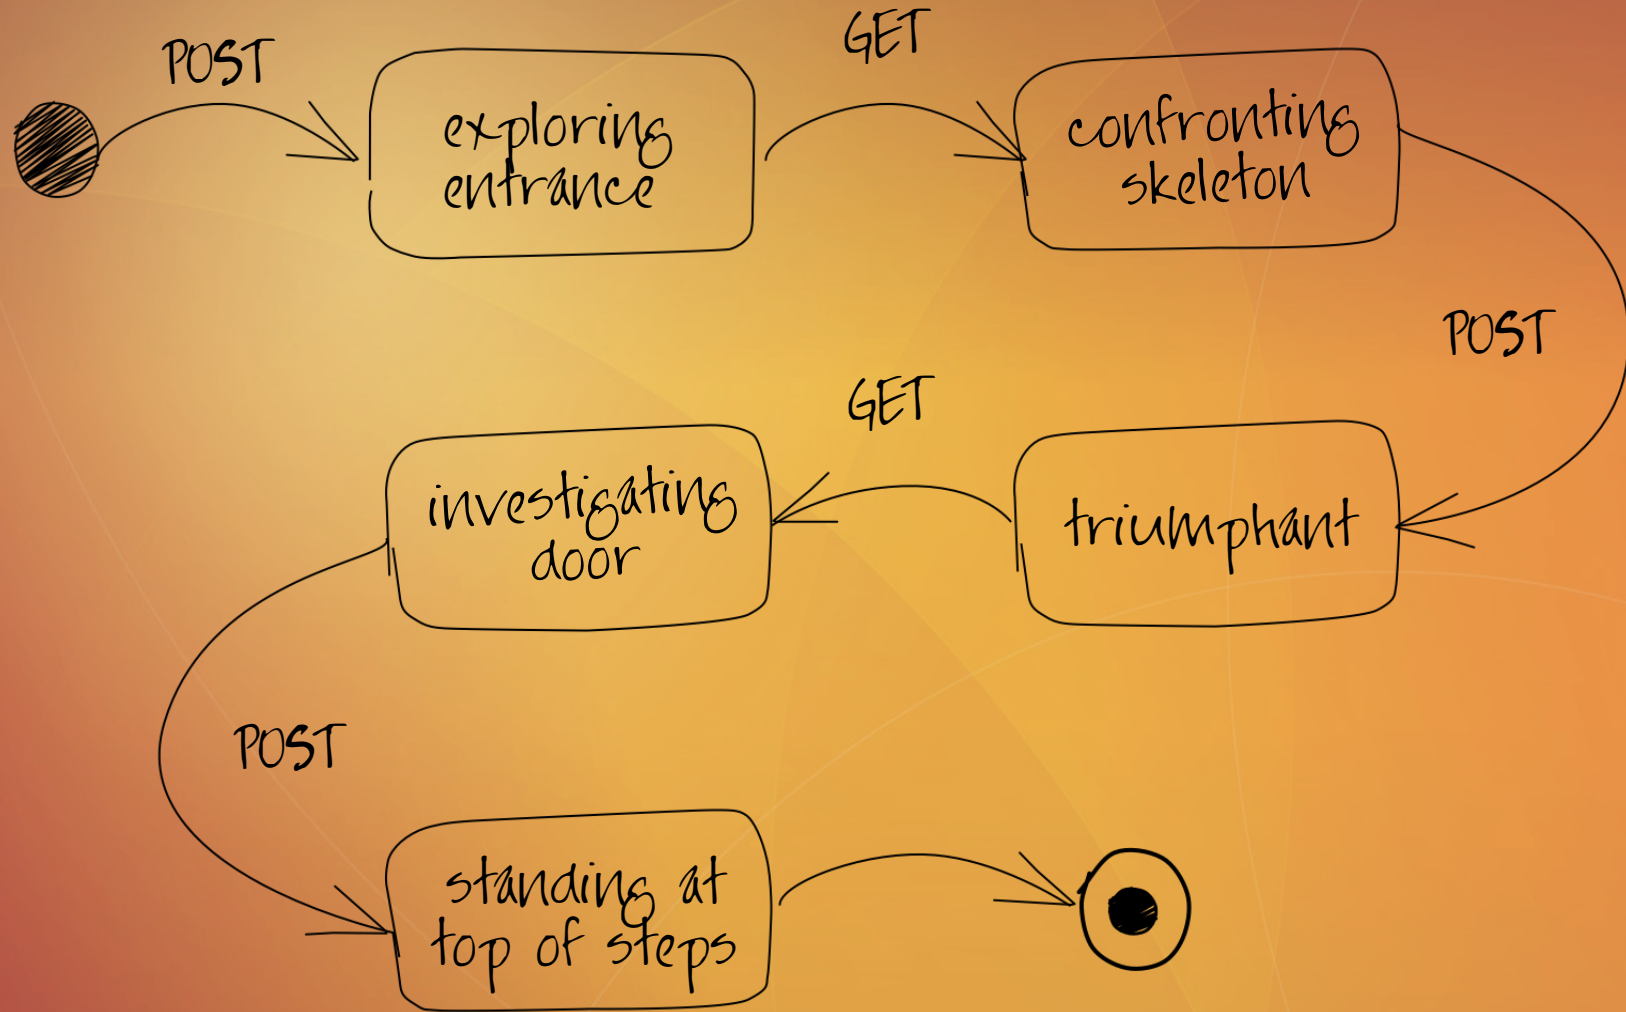 POST
exploring
entrance
GET
confronting
skeleton
POST
triumphant
GET
investigating
door
POST
standing at
top of steps